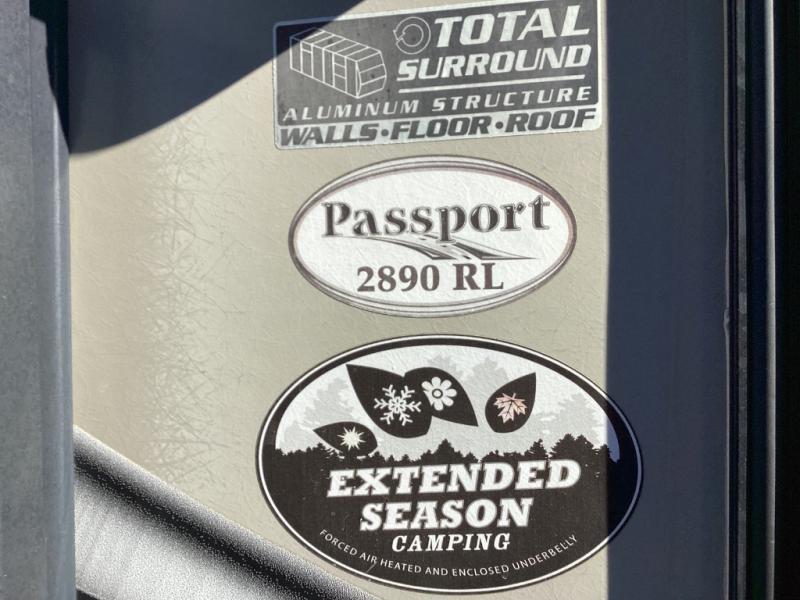 TOTAL
SURROUND
ALUMINUM STRUCTURE
WALLS•FLOOR•ROOF
Passport
2890 RL
EXTENDED
SEASON
CAMPING
FORCED AIR HEATED AND ENCLOSED UNDERBELLY